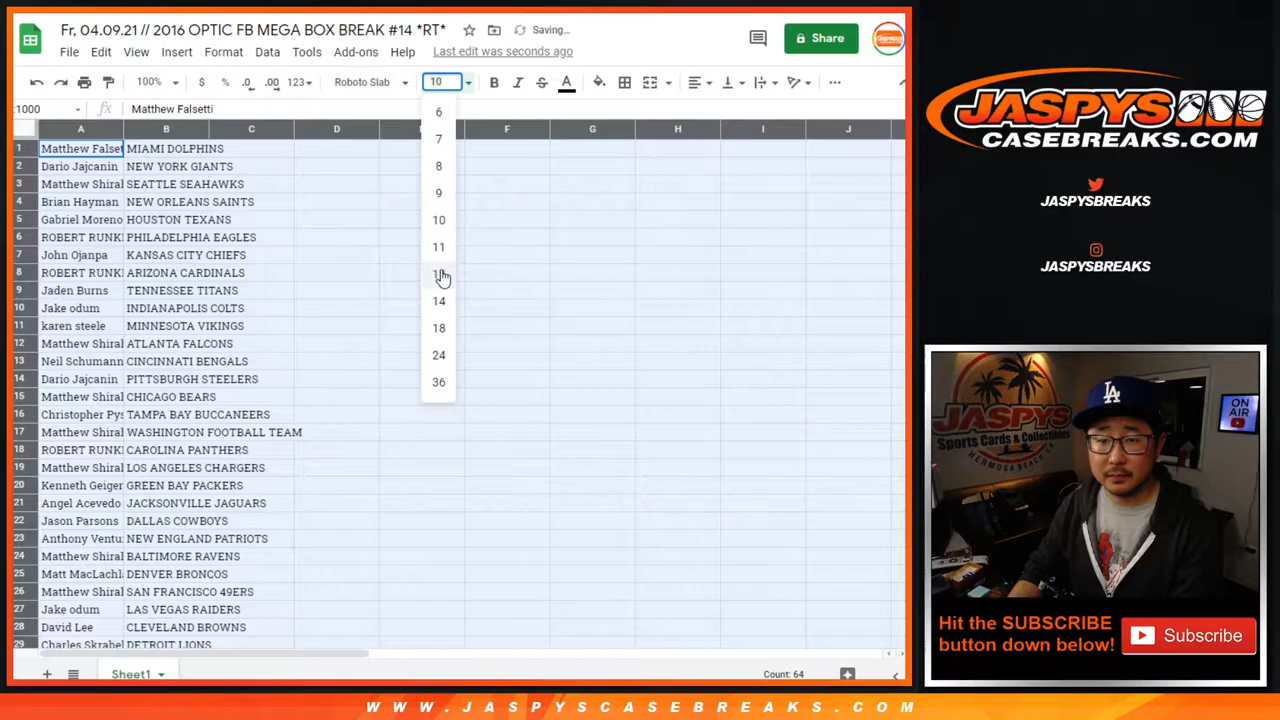 Fr, 04.09.21 // 2016 OPTIC FB MEGA BOX BREAK #14 *RT*
Saving...
File Edit View Insert Format Data Tools Add-ons Help Last edit was seconds ago
Share
100% $ % .0 .00 123 Roboto Slab 10 B I S A
:1000 fx Matthew Falsetti
A B C D F G H I J
1 Matthew Falset MIAMI DOLPHINS
2 Dario Jajcanin NEW YORK GIANTS
3 Matthew Shiral SEATTLE SEAHAWKS
4 Brian Hayman NEW ORLEANS SAINTS
5 Gabriel Moreno HOUSTON TEXANS
6 ROBERT RUNKI PHILADELPHIA EAGLES
7 John Ojanpa KANSAS CITY CHIEFS
8 ROBERT RUNKI ARIZONA CARDINALS
9 Jaden Burns TENNESSEE TITANS
10 Jake odum INDIANAPOLIS COLTS
11 karen steele MINNESOTA VIKINGS
12 Matthew Shiral ATLANTA FALCONS
13 Neil Schumann CINCINNATI BENGALS
14 Dario Jajcanin PITTSBURGH STEELERS
15 Matthew Shiral CHICAGO BEARS
16 Christopher Pys TAMPA BAY BUCCANEERS
17 Matthew Shiral WASHINGTON FOOTBALL TEAM
18 ROBERT RUNKI CAROLINA PANTHERS
19 Matthew Shiral LOS ANGELES CHARGERS
20 Kenneth Geiger GREEN BAY PACKERS
21 Angel Acevedo JACKSONVILLE JAGUARS
22 Jason Parsons DALLAS COWBOYS
23 Anthony Ventu NEW ENGLAND PATRIOTS
24 Matthew Shiral BALTIMORE RAVENS
25 Matt MacLachl DENVER BRONCOS
26 Matthew Shiral SAN FRANCISCO 49ERS
27 Jake odum LAS VEGAS RAIDERS
28 David Lee CLEVELAND BROWNS
29 Charles Skrabel DETROIT LIONS
6
7
8
9
10
11
14
18
24
36
Sheet1
Count: 64
JASPYS
CASEBREAKS.COM
JASPYSBREAKS
JASPYSBREAKS
JASPYS
Sports Cards & Collectibles
HERMOSA BEACH, CA
LA
ON
AIR
Hit the SUBSCRIBE
button down below!
Subscribe
WWW.JASPYSCASEBREAKS.COM